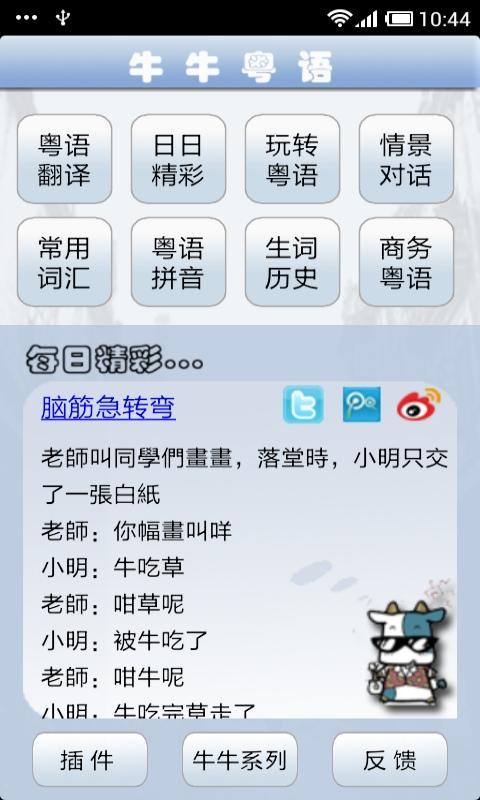 10:44
牛牛粤语
粤语 日日 玩转 情景
翻译 精彩 粤语 对话
常用 粤语 生词 商务
词汇 拼音 历史 粤语
每日精彩...
脑筋急转弯
老師叫同學們畫畫，落堂時，小明只交
了一張白紙
老師：你幅畫叫咩
小明：牛吃草
老師：咁草呢
小明：被牛吃了
老師：咁牛呢
小明：牛吃完草走了
插件 牛牛系列 反馈